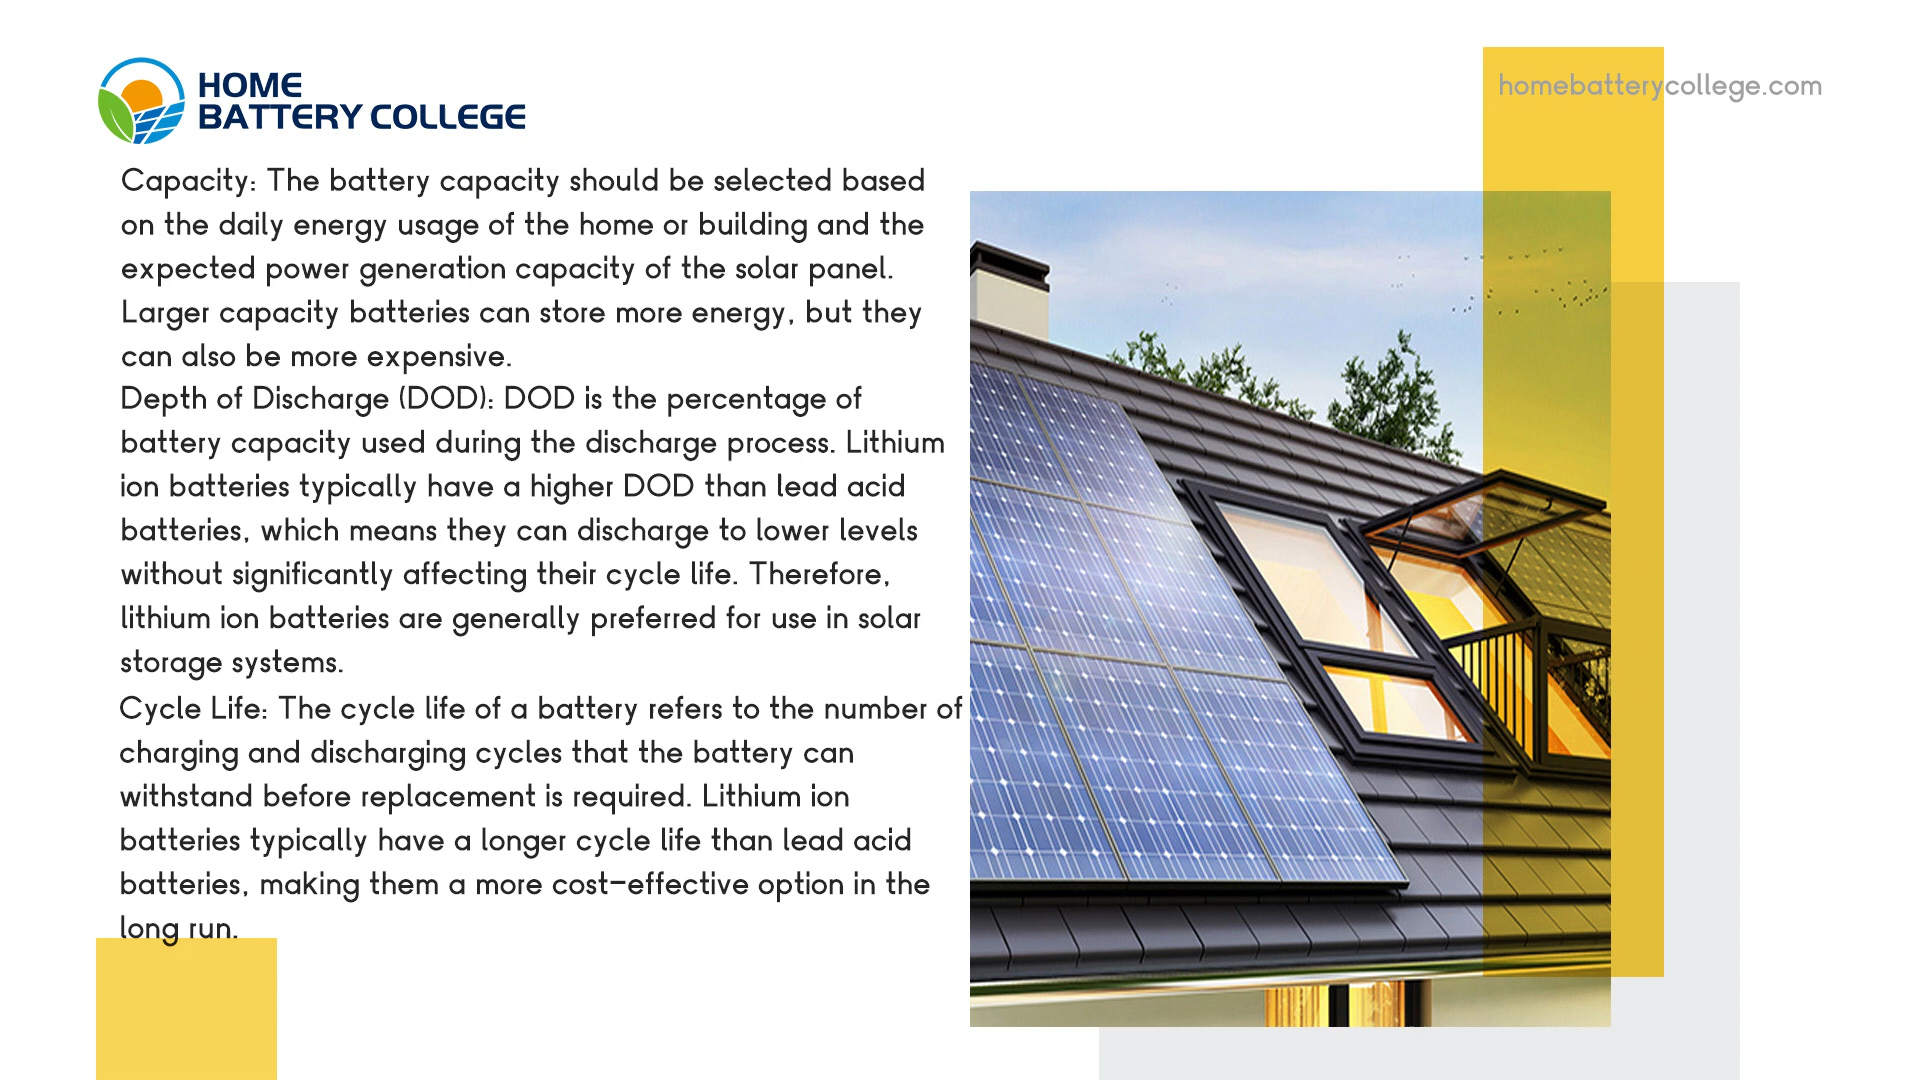 HOME
BATTERY COLLEGE
homebatterycollege.com
Capacity: The battery capacity should be selected based
on the daily energy usage of the home or building and the
expected power generation capacity of the solar panel.
Larger capacity batteries can store more energy, but they
can also be more expensive.
Depth of Discharge (DOD): DOD is the percentage of
battery capacity used during the discharge process. Lithium
ion batteries typically have a higher DOD than lead acid
batteries, which means they can discharge to lower levels
without significantly affecting their cycle life. Therefore,
lithium ion batteries are generally preferred for use in solar
storage systems.
Cycle Life: The cycle life of a battery refers to the number of
charging and discharging cycles that the battery can
withstand before replacement is required. Lithium ion
batteries typically have a longer cycle life than lead acid
batteries, making them a more cost-effective option in the
long run.